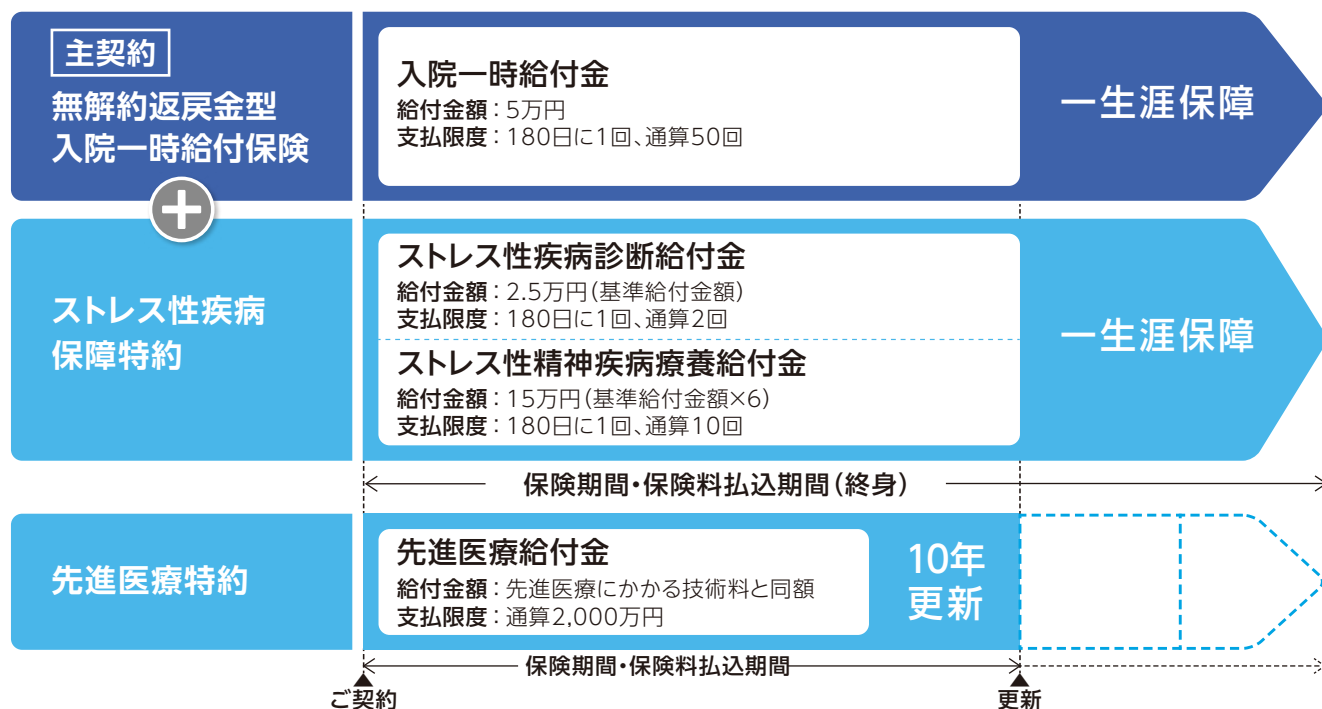 主契約
無解約返戻金型
入院一時給付保険
入院一時給付金
給付金額：5万円
支払限度：180日に1回、通算50回
一生涯保障
ストレス性疾病
保障特約
ストレス性疾病診断給付金
給付金額：2.5万円(基準給付金額)
支払限度：180日に1回、通算2回
ストレス性精神疾病療養給付金
給付金額：15万円(基準給付金額×6)
支払限度：180日に1回、通算10回
一生涯保障
保険期間・保険料払込期間(終身)
先進医療特約
先進医療給付金
給付金額：先進医療にかかる技術料と同額
支払限度：通算2,000万円
10年
更新
保険期間・保険料払込期間
ご契約
更新